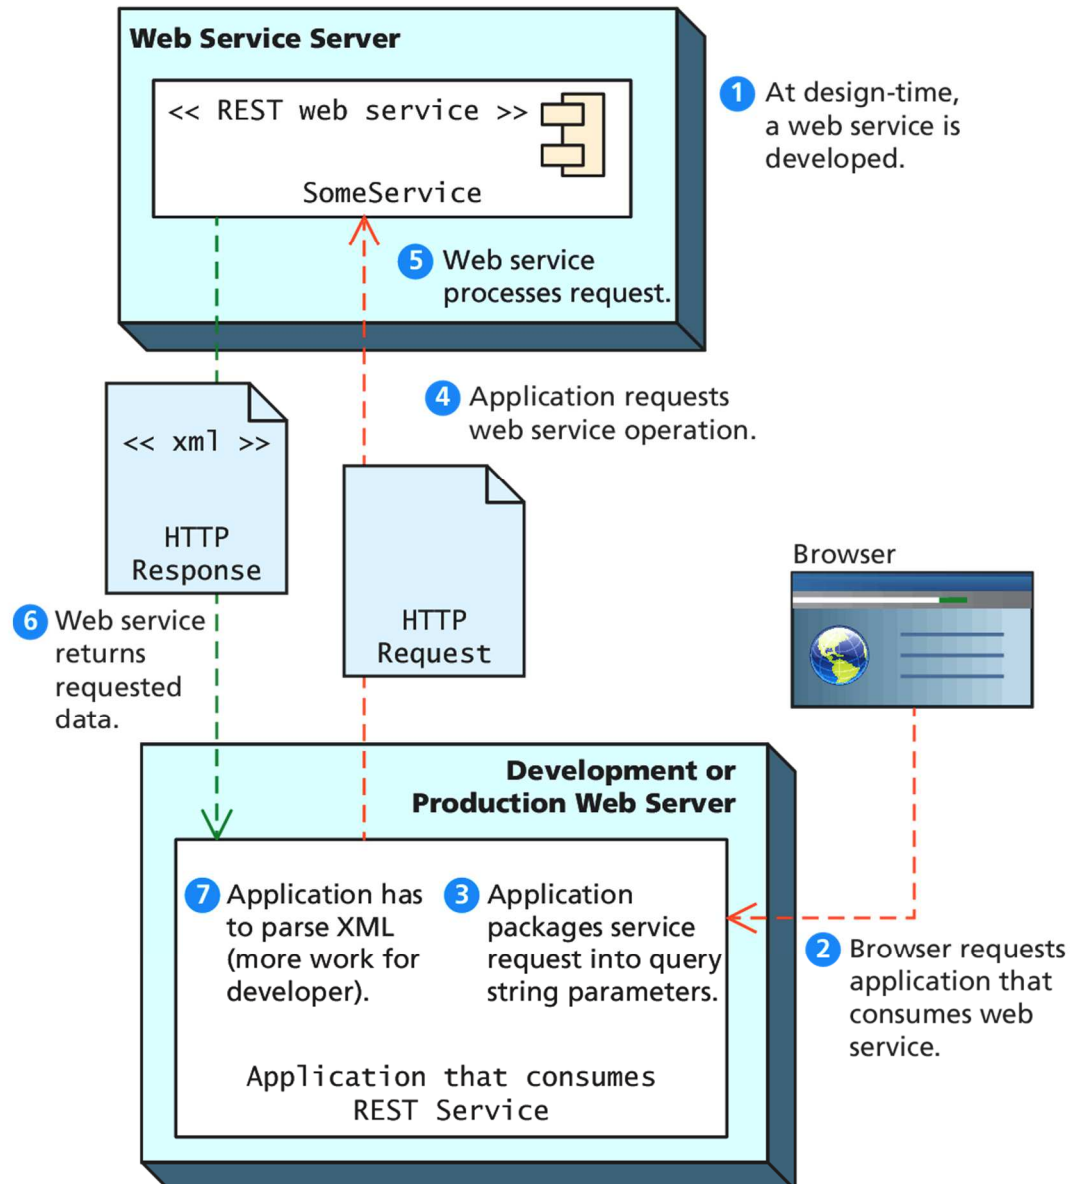 Web Service Server
<< REST web service >>
SomeService
1 At design-time,
a web service is
developed.
5 Web service
processes request.
4 Application requests
web service operation.
<< xml >>
HTTP
Response
HTTP
Request
Browser
6 Web service
returns
requested
data.
Development or
Production Web Server
7 Application has
to parse XML
(more work for
developer).
3 Application
packages service
request into query
string parameters.
2 Browser requests
application that
consumes web
service.
Application that consumes
REST Service